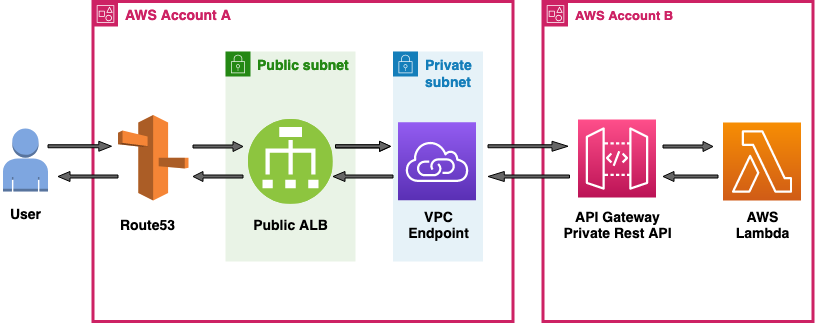 AWS Account A
AWS Account B
Public subnet
Private
subnet
</>
User
Route53
Public ALB
VPC
Endpoint
API Gateway
Private Rest API
AWS
Lambda